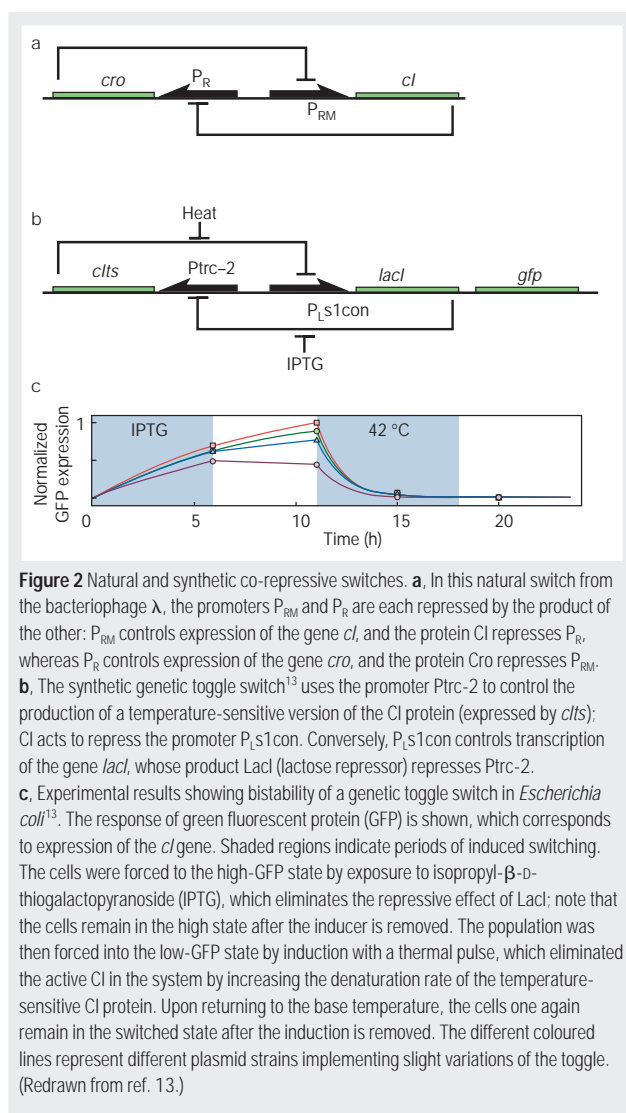 a
P_R
cro
cI
P_RM
b
Heat
cIts
Ptrc–2
lacI
gfp
P_Ls1con
IPTG
c
Normalized
GFP expression
1
IPTG
42 °C
0
5
10
15
20
Time (h)
Figure 2 Natural and synthetic co-repressive switches. a, In this natural switch from
the bacteriophage λ, the promoters P_RM and P_R are each repressed by the product of
the other: P_RM controls expression of the gene cI, and the protein CI represses P_R,
whereas P_R controls expression of the gene cro, and the protein Cro represses P_RM.
b, The synthetic genetic toggle switch¹³ uses the promoter Ptrc-2 to control the
production of a temperature-sensitive version of the CI protein (expressed by cIts);
CI acts to repress the promoter P_Ls1con. Conversely, P_Ls1con controls transcription
of the gene lacI, whose product LacI (lactose repressor) represses Ptrc-2.
c, Experimental results showing bistability of a genetic toggle switch in Escherichia
coli¹³. The response of green fluorescent protein (GFP) is shown, which corresponds
to expression of the cI gene. Shaded regions indicate periods of induced switching.
The cells were forced to the high-GFP state by exposure to isopropyl-β-D-
thiogalactopyranoside (IPTG), which eliminates the repressive effect of LacI; note that
the cells remain in the high state after the inducer is removed. The population was
then forced into the low-GFP state by induction with a thermal pulse, which eliminated
the active CI in the system by increasing the denaturation rate of the temperature-
sensitive CI protein. Upon returning to the base temperature, the cells one again
remain in the switched state after the induction is removed. The different coloured
lines represent different plasmid strains implementing slight variations of the toggle.
(Redrawn from ref. 13.)